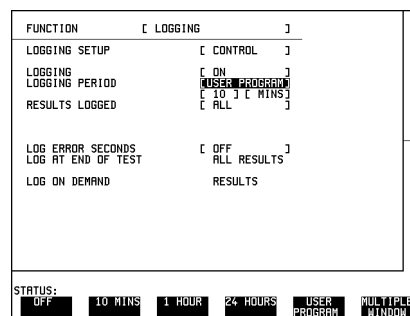 FUNCTION [ LOGGING ]
LOGGING SETUP [ CONTROL ]
LOGGING [ ON ]
LOGGING PERIOD [USER PROGRAM]
[ 10 ] [ MINS]
RESULTS LOGGED [ ALL ]
LOG ERROR SECONDS [ OFF ]
LOG AT END OF TEST ALL RESULTS
LOG ON DEMAND RESULTS
STATUS:
OFF 10 MINS 1 HOUR 24 HOURS USER PROGRAM MULTIPLE WINDOW